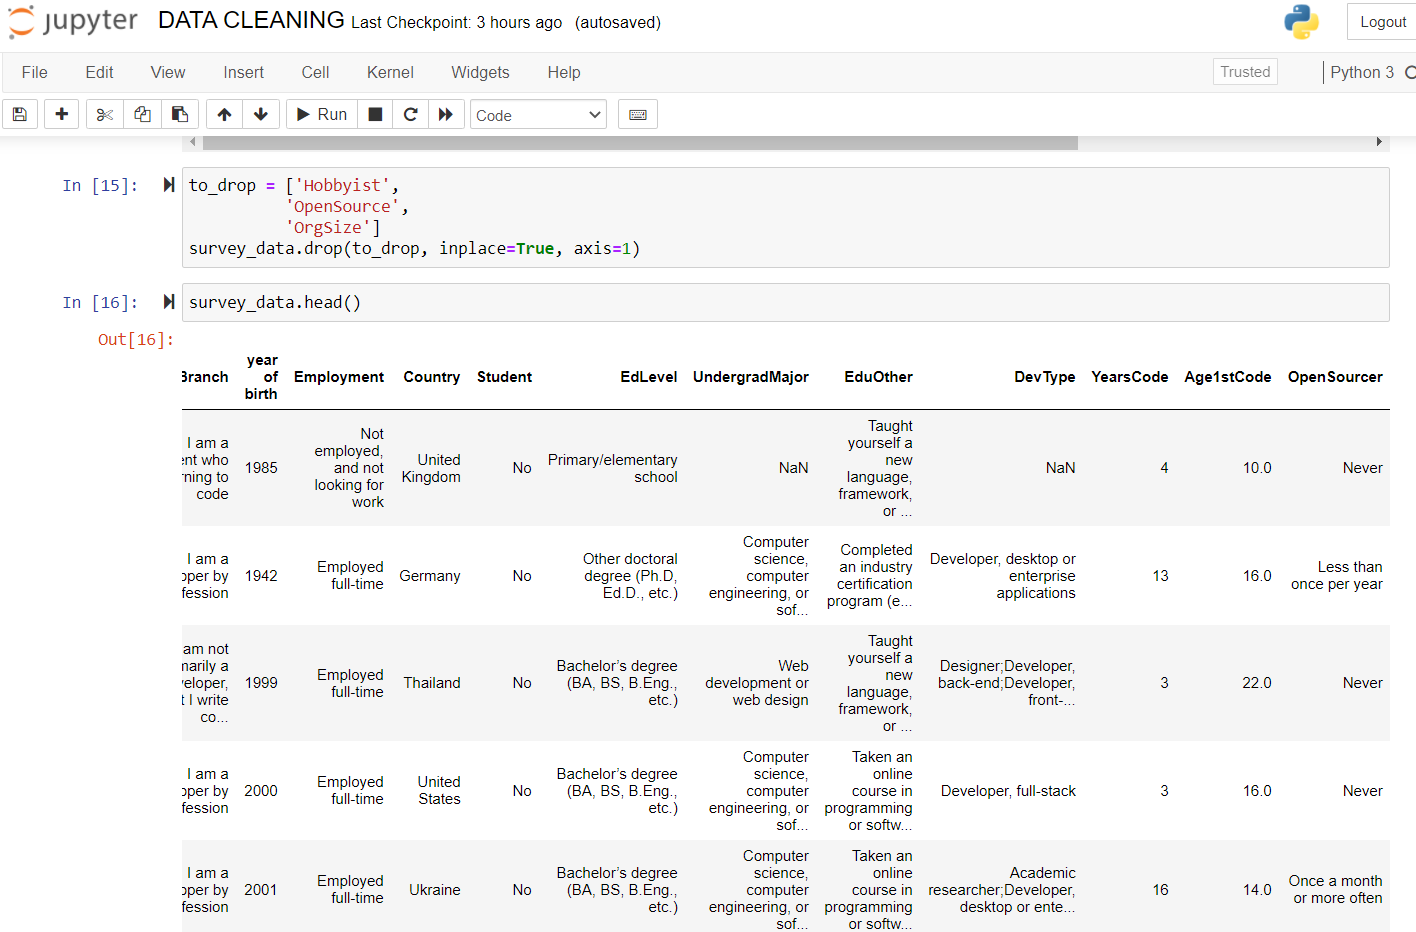 jupyter DATA CLEANING Last Checkpoint: 3 hours ago (autosaved) Logout
File Edit View Insert Cell Kernel Widgets Help Trusted Python 3
Run Code
In [15]: to_drop = ['Hobbyist',
'OpenSource',
'OrgSize']
survey_data.drop(to_drop, inplace=True, axis=1)
In [16]: survey_data.head()
Out[16]:
Branch year of birth Employment Country Student EdLevel UndergradMajor EduOther DevType YearsCode Age1stCode OpenSourcer
I am a
ent who
rning to
code
1985
Not
employed,
and not
looking for
work
United
Kingdom
No
Primary/elementary
school
NaN
Taught
yourself a
new
language,
framework,
or ...
NaN
4
10.0
Never
I am a
oper by
fession
1942
Employed
full-time
Germany
No
Other doctoral
degree (Ph.D,
Ed.D., etc.)
Computer
science,
computer
engineering, or
sof...
Completed
an industry
certification
program (e...
Developer, desktop or
enterprise
applications
13
16.0
Less than
once per year
am not
marily a
veloper,
t I write
co...
1999
Employed
full-time
Thailand
No
Bachelor’s degree
(BA, BS, B.Eng.,
etc.)
Web
development or
web design
Taught
yourself a
new
language,
framework,
or ...
Designer;Developer,
back-end;Developer,
front-...
3
22.0
Never
I am a
oper by
fession
2000
Employed
full-time
United
States
No
Bachelor’s degree
(BA, BS, B.Eng.,
etc.)
Computer
science,
computer
engineering, or
sof...
Taken an
online
course in
programming
or softw...
Developer, full-stack
3
16.0
Never
I am a
oper by
fession
2001
Employed
full-time
Ukraine
No
Bachelor’s degree
(BA, BS, B.Eng.,
etc.)
Computer
science,
computer
engineering, or
sof...
Taken an
online
course in
programming
or softw...
Academic
researcher;Developer,
desktop or ente...
16
14.0
Once a month
or more often